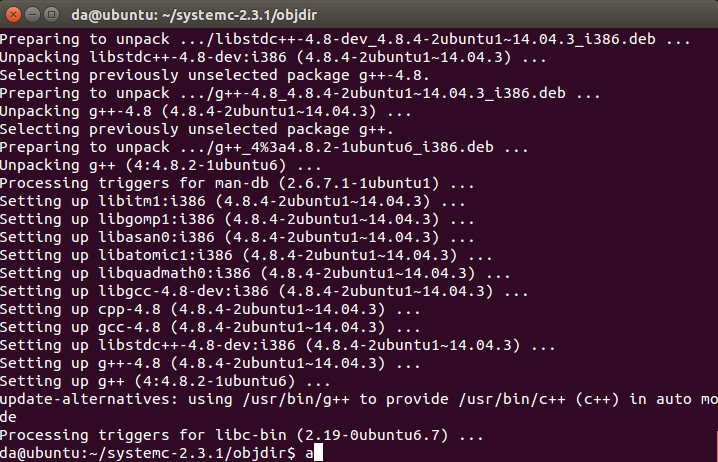 da@ubuntu: ~/systemc-2.3.1/objdir
Preparing to unpack .../libstdc++-4.8-dev_4.8.4-2ubuntu1~14.04.3_i386.deb ...
Unpacking libstdc++-4.8-dev:i386 (4.8.4-2ubuntu1~14.04.3) ...
Selecting previously unselected package g++-4.8.
Preparing to unpack .../g++-4.8_4.8.4-2ubuntu1~14.04.3_i386.deb ...
Unpacking g++-4.8 (4.8.4-2ubuntu1~14.04.3) ...
Selecting previously unselected package g++.
Preparing to unpack .../g++_4%3a4.8.2-1ubuntu6_i386.deb ...
Unpacking g++ (4:4.8.2-1ubuntu6) ...
Processing triggers for man-db (2.6.7.1-1ubuntu1) ...
Setting up libitm1:i386 (4.8.4-2ubuntu1~14.04.3) ...
Setting up libgomp1:i386 (4.8.4-2ubuntu1~14.04.3) ...
Setting up libasan0:i386 (4.8.4-2ubuntu1~14.04.3) ...
Setting up libatomic1:i386 (4.8.4-2ubuntu1~14.04.3) ...
Setting up libquadmath0:i386 (4.8.4-2ubuntu1~14.04.3) ...
Setting up libgcc-4.8-dev:i386 (4.8.4-2ubuntu1~14.04.3) ...
Setting up cpp-4.8 (4.8.4-2ubuntu1~14.04.3) ...
Setting up gcc-4.8 (4.8.4-2ubuntu1~14.04.3) ...
Setting up libstdc++-4.8-dev:i386 (4.8.4-2ubuntu1~14.04.3) ...
Setting up g++-4.8 (4.8.4-2ubuntu1~14.04.3) ...
Setting up g++ (4:4.8.2-1ubuntu6) ...
update-alternatives: using /usr/bin/g++ to provide /usr/bin/c++ (c++) in auto mo
de
Processing triggers for libc-bin (2.19-0ubuntu6.7) ...
da@ubuntu:~/systemc-2.3.1/objdir$ a